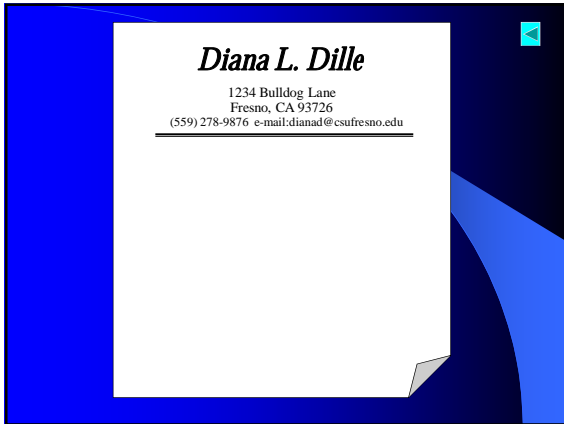 Diana L. Dille
1234 Bulldog Lane
Fresno, CA 93726
(559) 278-9876 e-mail:dianad@csufresno.edu